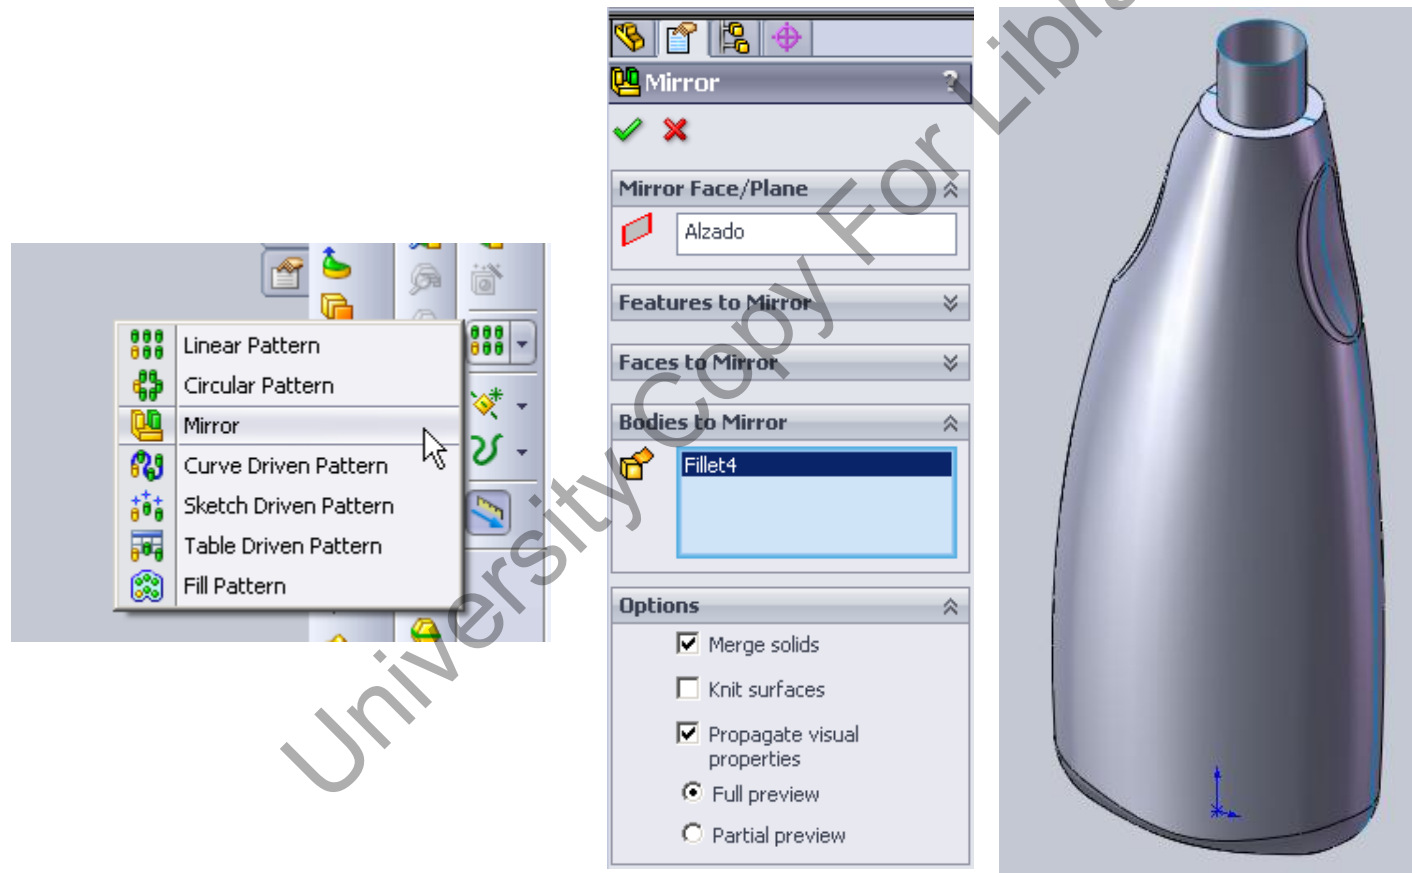 Linear Pattern
Circular Pattern
Mirror
Curve Driven Pattern
Sketch Driven Pattern
Table Driven Pattern
Fill Pattern
Mirror
?
Mirror Face/Plane
Alzado
Features to Mirror
Faces to Mirror
Bodies to Mirror
Fillet4
Options
Merge solids
Knit surfaces
Propagate visual
properties
Full preview
Partial preview
University Copy For Libra